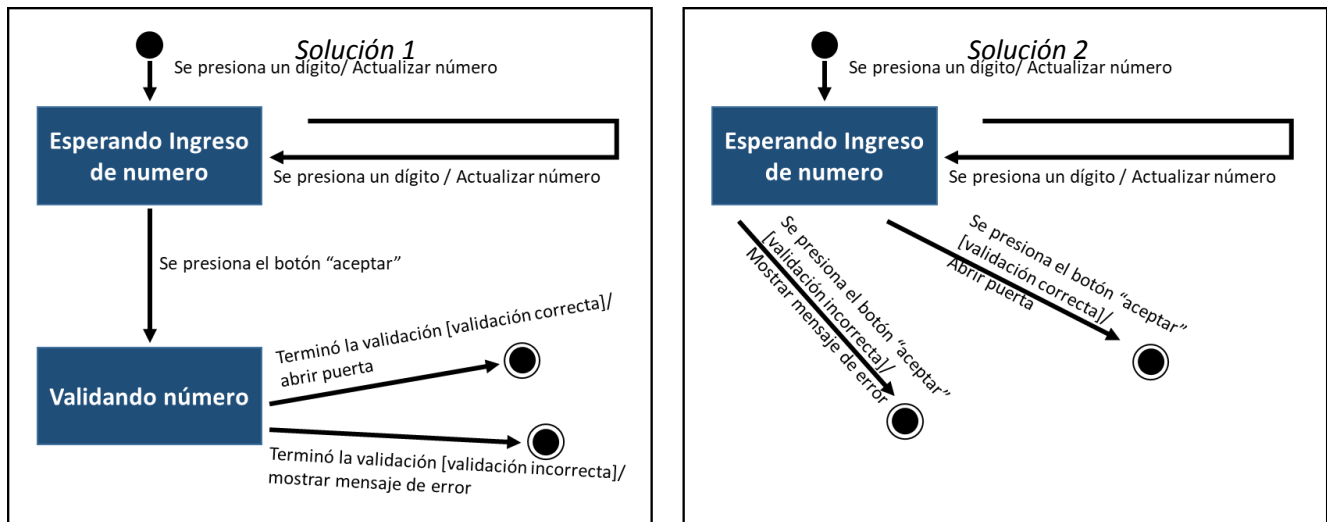 Solución 1
Se presiona un dígito/ Actualizar número
Esperando Ingreso
de numero
Se presiona un dígito / Actualizar número
Se presiona el botón “aceptar”
Validando número
Terminó la validación [validación correcta]/
abrir puerta
Terminó la validación [validación incorrecta]/
mostrar mensaje de error
Solución 2
Se presiona un dígito/ Actualizar número
Esperando Ingreso
de numero
Se presiona un dígito / Actualizar número
Se presiona el botón “aceptar”
[validación incorrecta]/
Mostrar mensaje de error
Se presiona el botón “aceptar”
[validación correcta]/
Abrir puerta